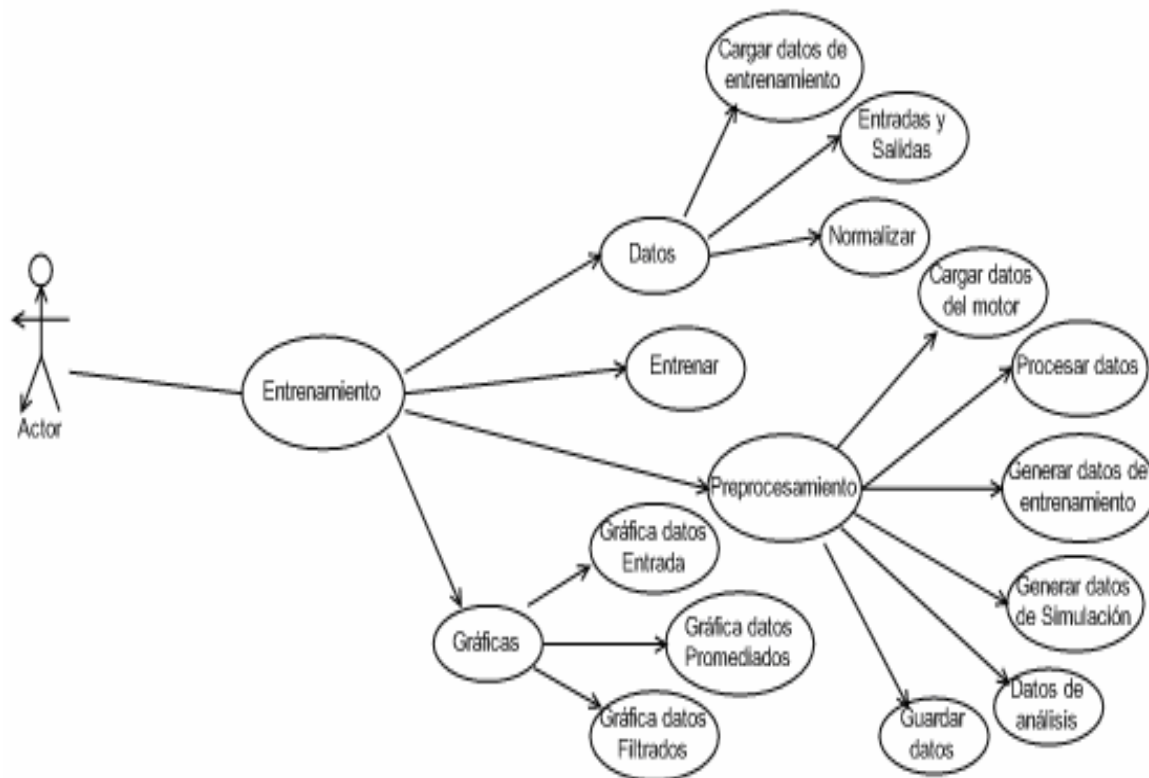 Cargar datos de
entrenamiento
Entradas y
Salidas
Normalizar
Datos
Cargar datos
del motor
Procesar datos
Entrenar
Entrenamiento
Actor
Preprocesamiento
Generar datos de
entrenamiento
Gráfica datos
Entrada
Generar datos
de Simulación
Gráficas
Gráfica datos
Promediados
Datos de
análisis
Gráfica datos
Filtrados
Guardar
datos